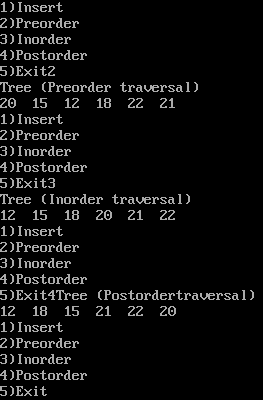 1)Insert
2)Preorder
3)Inorder
4)Postorder
5)Exit2
Tree (Preorder traversal)
20  15  12  18  22  21
1)Insert
2)Preorder
3)Inorder
4)Postorder
5)Exit3
Tree (Inorder traversal)
12  15  18  20  21  22
1)Insert
2)Preorder
3)Inorder
4)Postorder
5)Exit4Tree (Postordertraversal)
12  18  15  21  22  20
1)Insert
2)Preorder
3)Inorder
4)Postorder
5)Exit